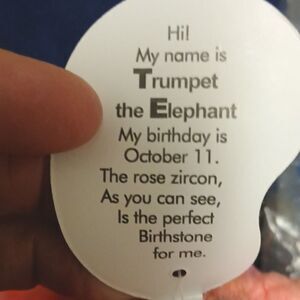 Hi!
My name is
Trumpet
the Elephant
My birthday is
October 11.
The rose zircon,
As you can see,
Is the perfect
Birthstone
for me.